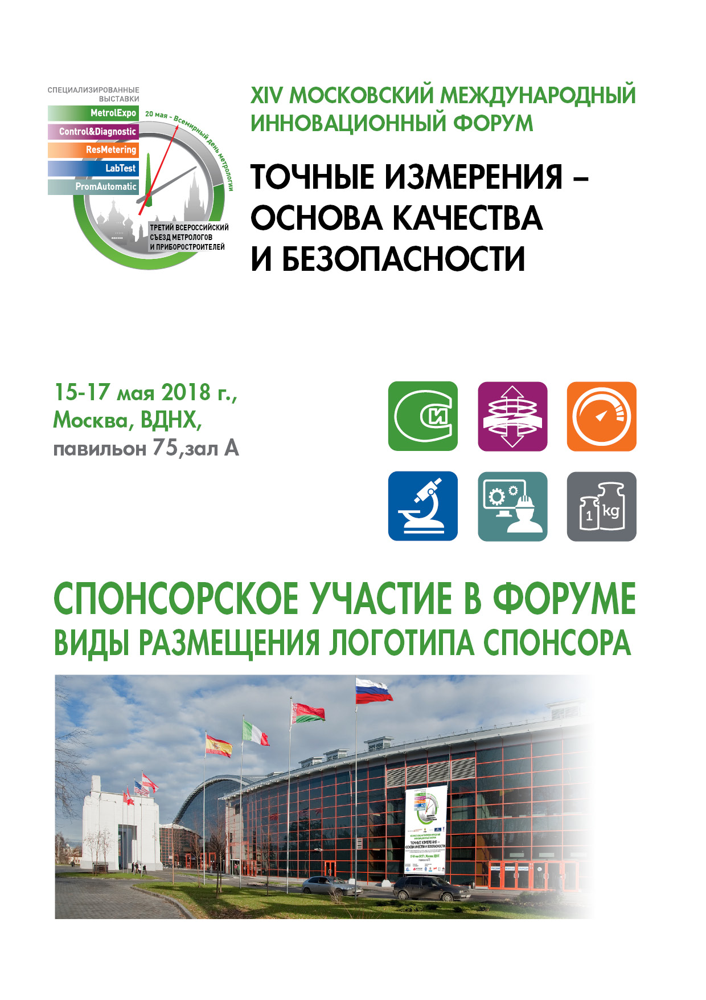 СПЕЦИАЛИЗИРОВАННЫЕ
ВЫСТАВКИ
MetrolExpo
Control&Diagnostic
ResMetering
LabTest
PromAutomatic
20 мая - Всемирный день метрологии
ТРЕТИЙ ВСЕРОССИЙСКИЙ
СЪЕЗД МЕТРОЛОГОВ
И ПРИБОРОСТРОИТЕЛЕЙ
XIV МОСКОВСКИЙ МЕЖДУНАРОДНЫЙ
ИННОВАЦИОННЫЙ ФОРУМ
ТОЧНЫЕ ИЗМЕРЕНИЯ –
ОСНОВА КАЧЕСТВА
И БЕЗОПАСНОСТИ
15-17 мая 2018 г.,
Москва, ВДНХ,
павильон 75,зал А
СИ
1 kg
СПОНСОРСКОЕ УЧАСТИЕ В ФОРУМЕ
ВИДЫ РАЗМЕЩЕНИЯ ЛОГОТИПА СПОНСОРА
ТОЧНЫЕ ИЗМЕРЕНИЯ –
ОСНОВА КАЧЕСТВА И БЕЗОПАСНОСТИ